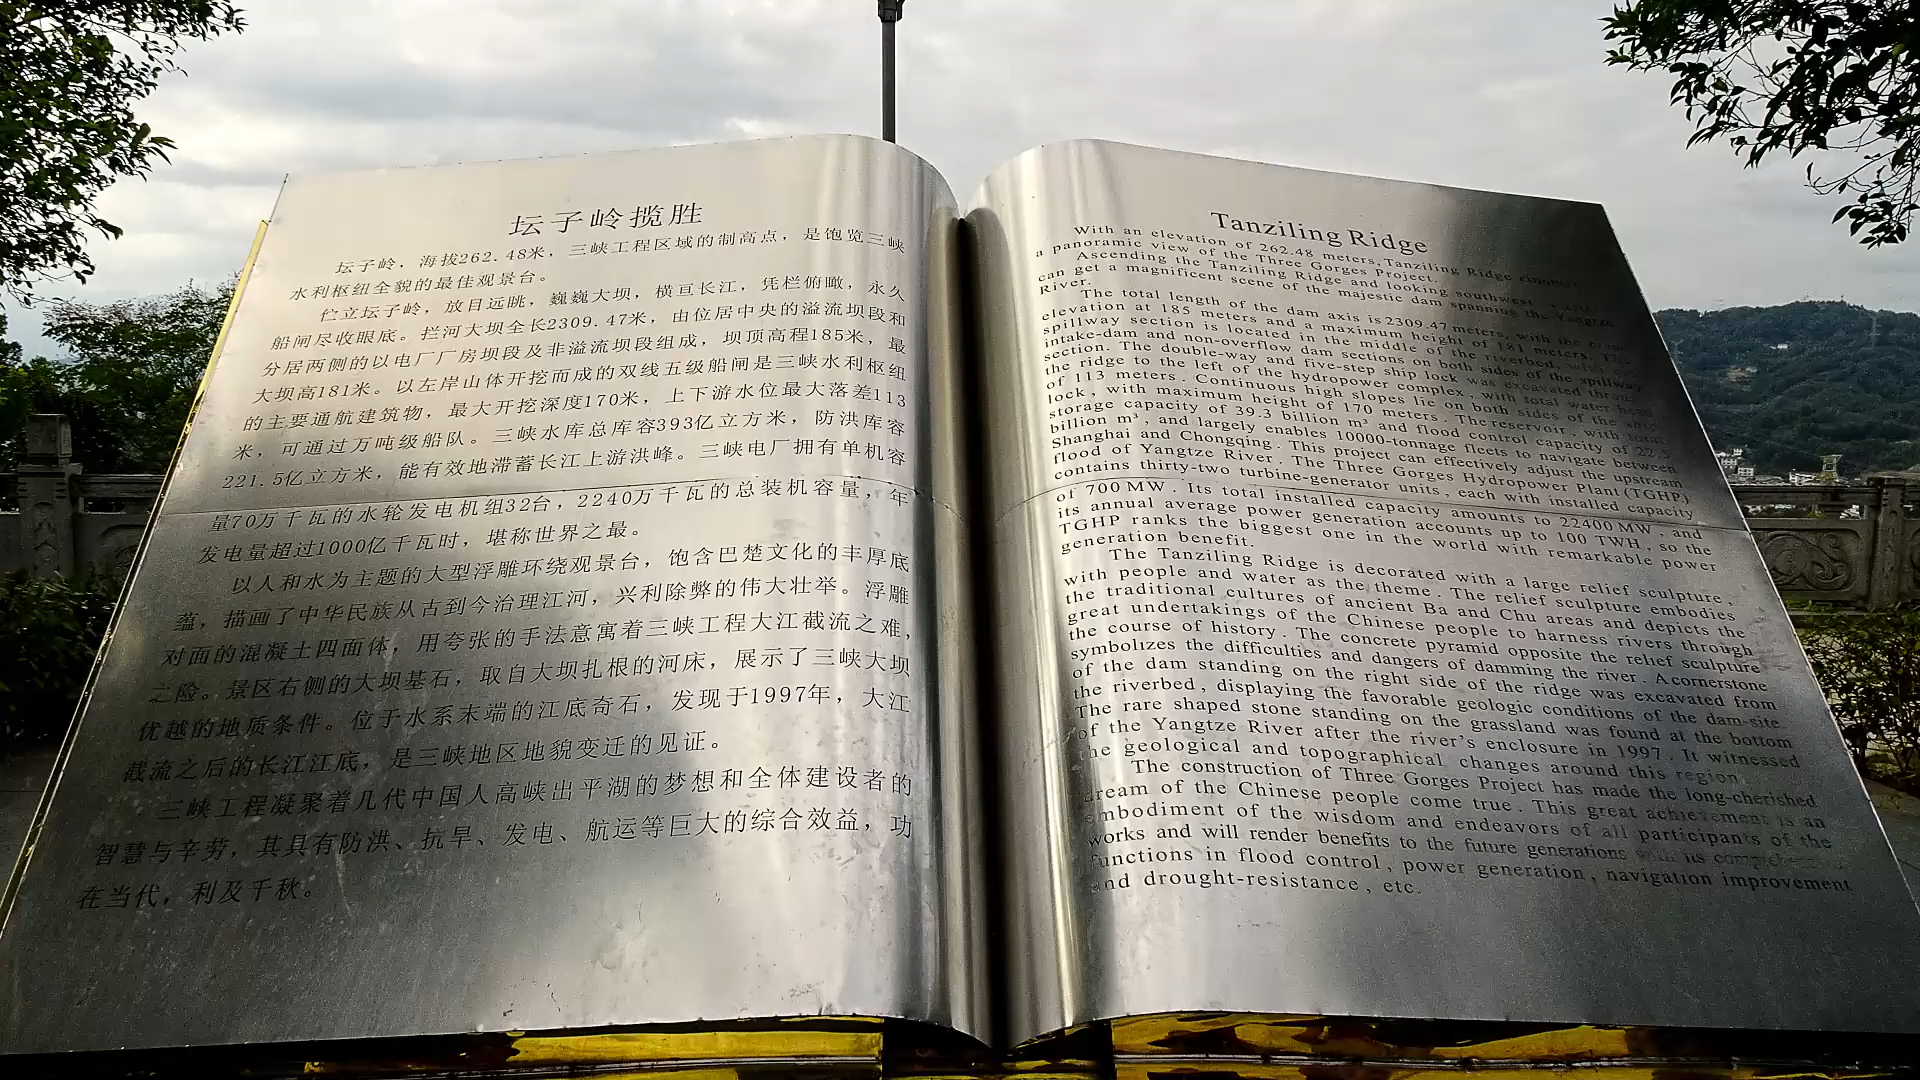 坛子岭揽胜
坛子岭，海拔262.48米，三峡工程区域的制高点，是饱览三峡
水利枢纽全貌的最佳观景台。
伫立坛子岭，放目远眺，巍巍大坝，横亘长江，凭栏俯瞰，永久
船闸尽收眼底。拦河大坝全长2309.47米，由位居中央的溢流坝段和
分居两侧的以电厂厂房坝段及非溢流坝段组成，坝顶高程185米，最
大坝高181米。以左岸山体开挖而成的双线五级船闸是三峡水利枢纽
的主要通航建筑物，最大开挖深度170米，上下游水位最大落差113
米，可通过万吨级船队。三峡水库总库容393亿立方米，防洪库容
221.5亿立方米，能有效地滞蓄长江上游洪峰。三峡电厂拥有单机容
量70万千瓦的水轮发电机组32台，2240万千瓦的总装机容量，年
发电量超过1000亿千瓦时，堪称世界之最。
以人和水为主题的大型浮雕环绕观景台，饱含巴楚文化的丰厚底
蕴，描画了中华民族从古到今治理江河，兴利除弊的伟大壮举。浮雕
对面的混凝土四面体，用夸张的手法意寓着三峡工程大江截流之难，
之险。景区右侧的大坝基石，取自大坝扎根的河床，展示了三峡大坝
优越的地质条件。位于水系末端的江底奇石，发现于1997年，大江
截流之后的长江江底，是三峡地区地貌变迁的见证。
三峡工程凝聚着几代中国人高峡出平湖的梦想和全体建设者的
智慧与辛劳，其具有防洪、抗旱、发电、航运等巨大的综合效益，功
在当代，利及千秋。
Tanziling Ridge
With an elevation of 262.48 meters, Tanziling Ridge
a panoramic view of the Three Gorges Project.
Ascending the Tanziling Ridge and looking southwest
can get a magnificent scene of the majestic dam spanning the Yangtze
River.
The total length of the dam axis is 2309.47 meters, with the
elevation at 185 meters and a maximum height of 181 meters. The
spillway section is located in the middle of the riverbed, with
intake-dam and non-overflow dam sections on both sides of the spillway
section. The double-way and five-step ship lock was excavated through
the ridge to the left of the hydropower complex, with total water head
of 113 meters. Continuous high slopes lie on both sides of the ship
lock, with maximum height of 170 meters. The reservoir, with total
storage capacity of 39.3 billion m³ and flood control capacity of 22.5
billion m³, and largely enables 10000-tonnage fleets to navigate between
Shanghai and Chongqing. This project can effectively adjust the upstream
flood of Yangtze River. The Three Gorges Hydropower Plant (TGHP)
contains thirty-two turbine-generator units, each with installed capacity
of 700 MW. Its total installed capacity amounts to 22400 MW, and
its annual average power generation accounts up to 100 TWH, so the
TGHP ranks the biggest one in the world with remarkable power
generation benefit.
The Tanziling Ridge is decorated with a large relief sculpture,
with people and water as the theme. The relief sculpture embodies
the traditional cultures of ancient Ba and Chu areas and depicts the
great undertakings of the Chinese people to harness rivers through
the course of history. The concrete pyramid opposite the relief sculpture
symbolizes the difficulties and dangers of damming the river. A cornerstone
of the dam standing on the right side of the ridge was excavated from
the riverbed, displaying the favorable geologic conditions of the dam-site.
The rare shaped stone standing on the grassland was found at the bottom
of the Yangtze River after the river's enclosure in 1997. It witnessed
the geological and topographical changes around this region.
The construction of Three Gorges Project has made the long-cherished
dream of the Chinese people come true. This great achievement is an
embodiment of the wisdom and endeavors of all participants of the
works and will render benefits to the future generations with its
functions in flood control, power generation, navigation improvement
and drought-resistance, etc.